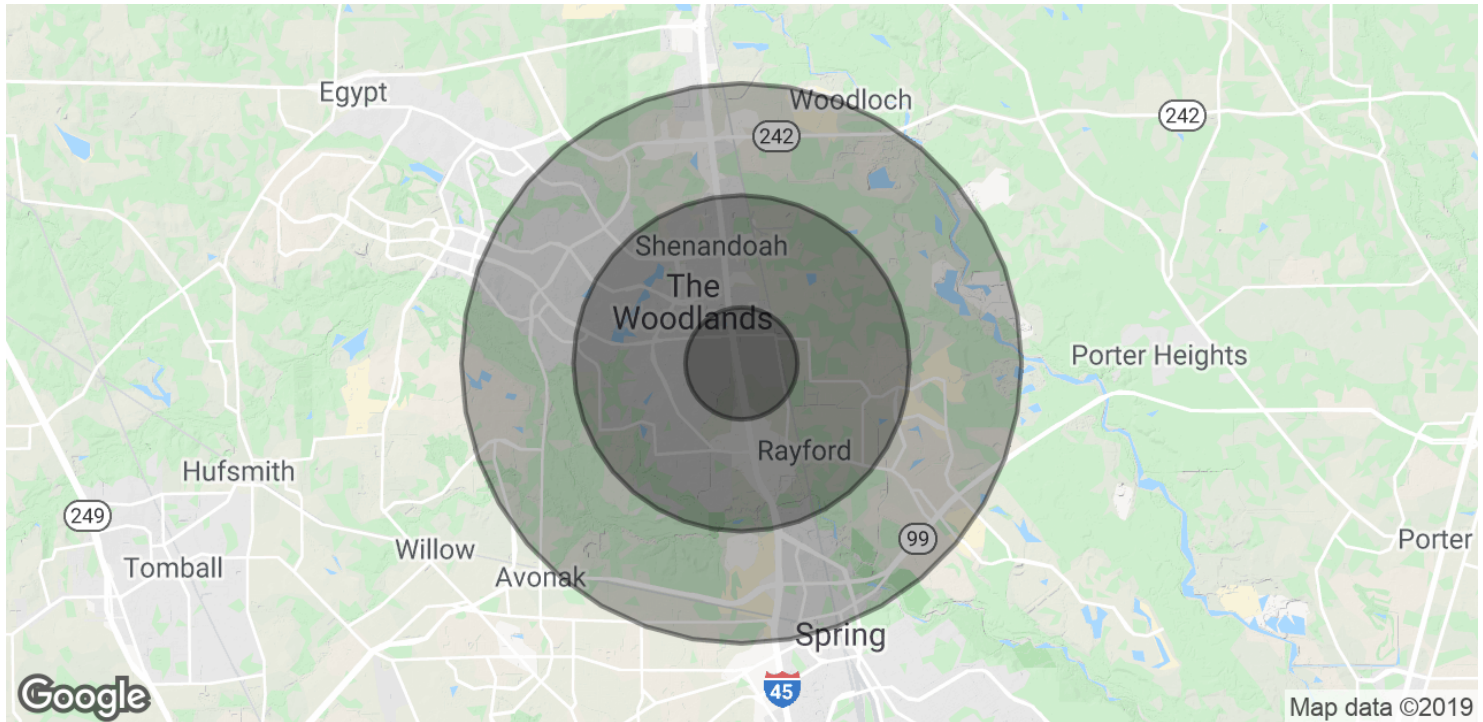 Egypt
Woodloch
242
242
Shenandoah
The
Woodlands
Porter Heights
Rayford
Hufsmith
249
99
Porter
Willow
Tomball
Avonak
Spring
45
Google
Map data ©2019